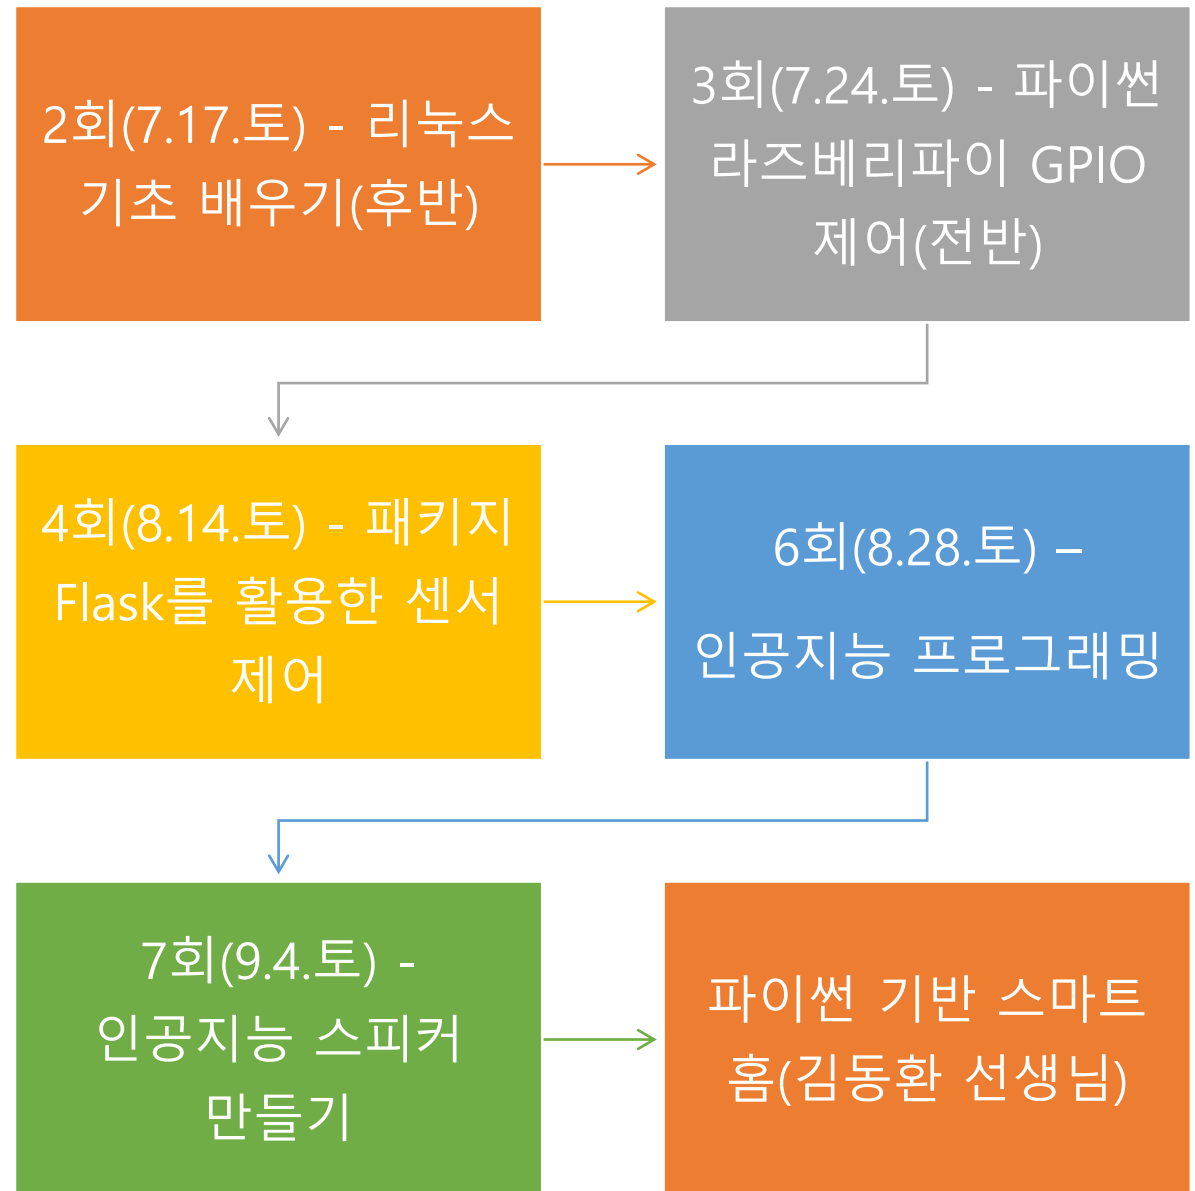 2회(7.17.토) - 리눅스
기초 배우기(후반)
3회(7.24.토) - 파이썬
라즈베리파이 GPIO
제어(전반)
4회(8.14.토) - 패키지
Flask를 활용한 센서
제어
6회(8.28.토) –
인공지능 프로그래밍
7회(9.4.토) -
인공지능 스피커
만들기
파이썬 기반 스마트
홈(김동환 선생님)